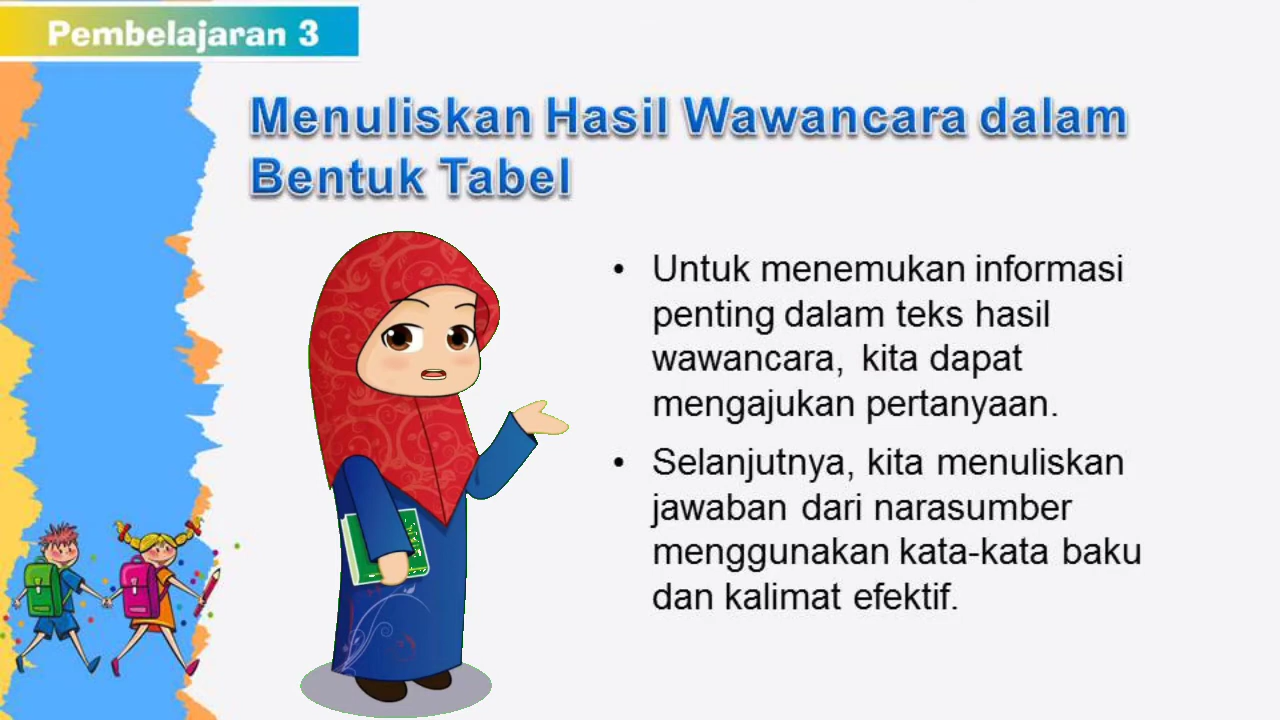 Pembelajaran 3
Menuliskan Hasil Wawancara dalam
Bentuk Tabel
• Untuk menemukan informasi
penting dalam teks hasil
wawancara, kita dapat
mengajukan pertanyaan.
• Selanjutnya, kita menuliskan
jawaban dari narasumber
menggunakan kata-kata baku
dan kalimat efektif.